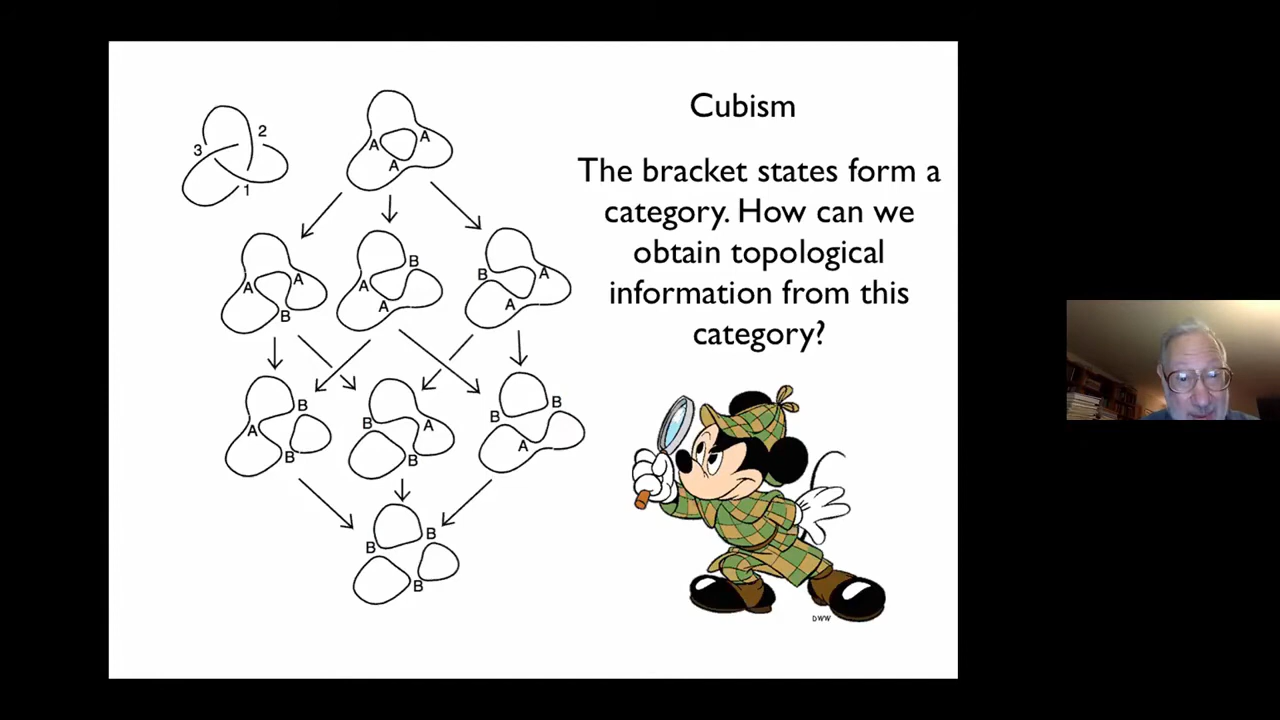 Cubism
The bracket states form a
category. How can we
obtain topological
information from this
category?
2
3
1
A
A
A
A
A
B
B
A
A
B
A
A
B
A
B
B
A
B
B
B
A
B
B
A
B
B
B
DWW